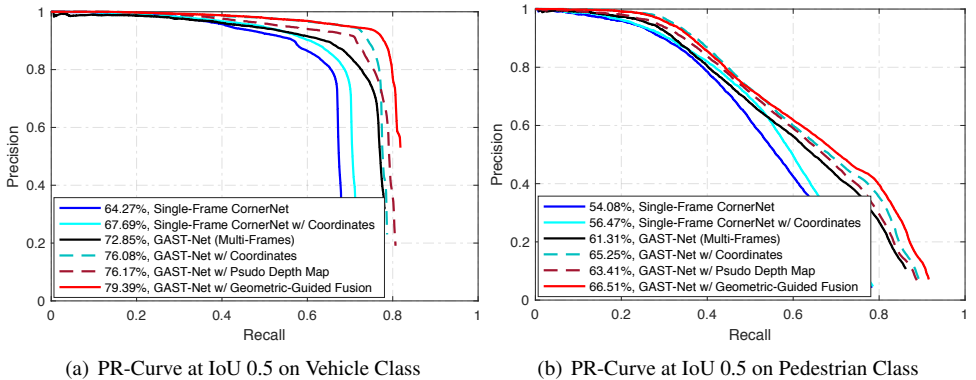 1
0.8
0.6
0.4
0.2
0
Precision
64.27%, Single-Frame CornerNet
67.69%, Single-Frame CornerNet w/ Coordinates
72.85%, GAST-Net (Multi-Frames)
76.08%, GAST-Net w/ Coordinates
76.17%, GAST-Net w/ Psudo Depth Map
79.39%, GAST-Net w/ Geometric-Guided Fusion
0 0.2 0.4 0.6 0.8 1
Recall
(a) PR-Curve at IoU 0.5 on Vehicle Class
1
0.8
0.6
0.4
0.2
0
Precision
54.08%, Single-Frame CornerNet
56.47%, Single-Frame CornerNet w/ Coordinates
61.31%, GAST-Net (Multi-Frames)
65.25%, GAST-Net w/ Coordinates
63.41%, GAST-Net w/ Psudo Depth Map
66.51%, GAST-Net w/ Geometric-Guided Fusion
0 0.2 0.4 0.6 0.8 1
Recall
(b) PR-Curve at IoU 0.5 on Pedestrian Class